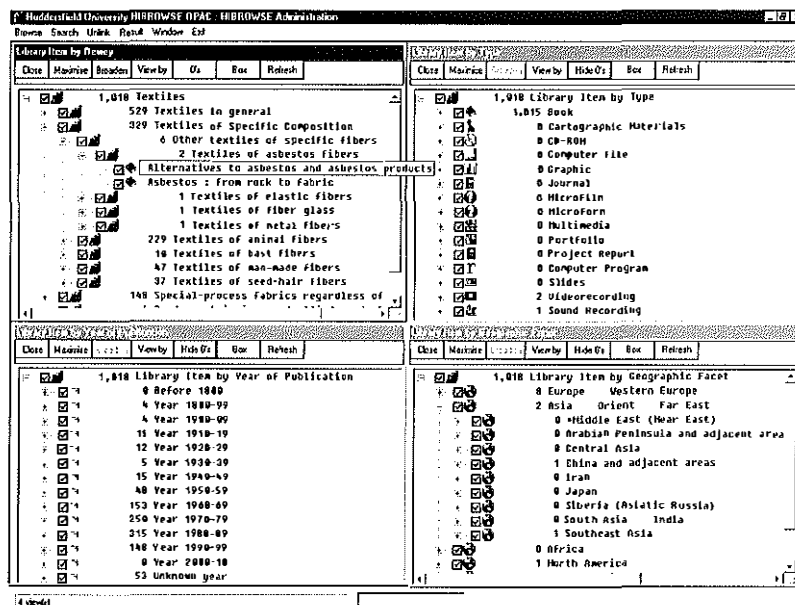 Huddersfield University HIBROWSE OPAC : HIBROWSE Administration
Browse Search Unlink Result Window Exit
Library Item by Dewey
Close Maximise Broaden View by 0's Box Refresh
1,018 Textiles
529 Textiles in general
329 Textiles of Specific Composition
6 Other textiles of specific fibers
2 Textiles of asbestos fibers
Alternatives to asbestos and asbestos products
Asbestos : from rock to fabric
1 Textiles of elastic fibers
1 Textiles of fiber glass
1 Textiles of metal fibers
229 Textiles of animal fibers
10 Textiles of bast fibers
47 Textiles of man-made fibers
37 Textiles of seed-hair fibers
148 Special-process fabrics regardless of
Close Maximise View by Hide 0's Box Refresh
1,018 Library Item by Type
1,015 Book
0 Cartographic Materials
0 CD-ROM
0 Computer File
0 Graphic
0 Journal
0 Microfilm
0 Microform
0 Multimedia
0 Portfolio
0 Project Report
0 Computer Program
0 Slides
2 Videorecording
1 Sound Recording
Close Maximise View by Hide 0's Box Refresh
1,018 Library Item by Year of Publication
0 Before 1880
4 Year 1880-99
4 Year 1900-09
11 Year 1910-19
12 Year 1920-29
5 Year 1930-39
15 Year 1940-49
40 Year 1950-59
153 Year 1960-69
250 Year 1970-79
315 Year 1980-89
148 Year 1990-99
0 Year 2000-10
53 Unknown year
Close Maximise View by Hide 0's Box Refresh
1,018 Library Item by Geographic Facet
8 Europe Western Europe
2 Asia Orient Far East
0 *Middle East (Near East)
0 Arabian Peninsula and adjacent area
0 Central Asia
1 China and adjacent areas
0 Iran
0 Japan
0 Siberia (Asiatic Russia)
0 South Asia India
1 Southeast Asia
0 Africa
1 North America
4 view(s)